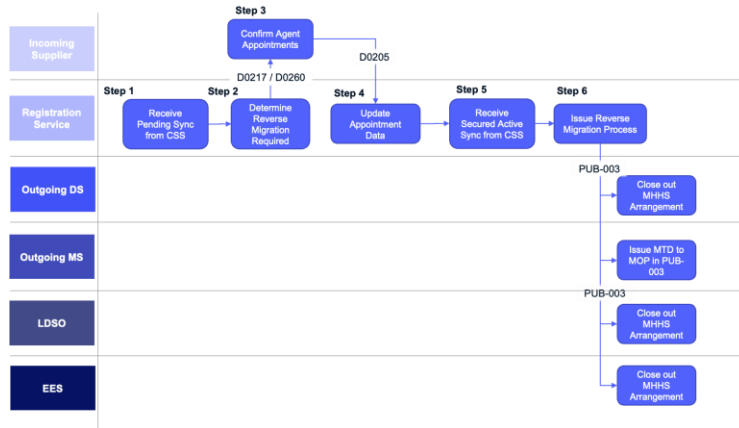 Step 3
Incoming
Supplier
Confirm Agent
Appointments
D0217 / D0260
D0205
Step 1
Step 2
Step 4
Step 5
Step 6
Registration
Service
Receive
Pending Sync
from CSS
Determine
Reverse
Migration
Required
Update
Appointment
Data
Receive
Secured Active
Sync from CSS
Issue Reverse
Migration Process
PUB-003
Outgoing DS
Close out
MHHS
Arrangement
Outgoing MS
Issue MTD to
MOP in PUB-
003
PUB-003
LDSO
Close out
MHHS
Arrangement
EES
Close out
MHHS
Arrangement